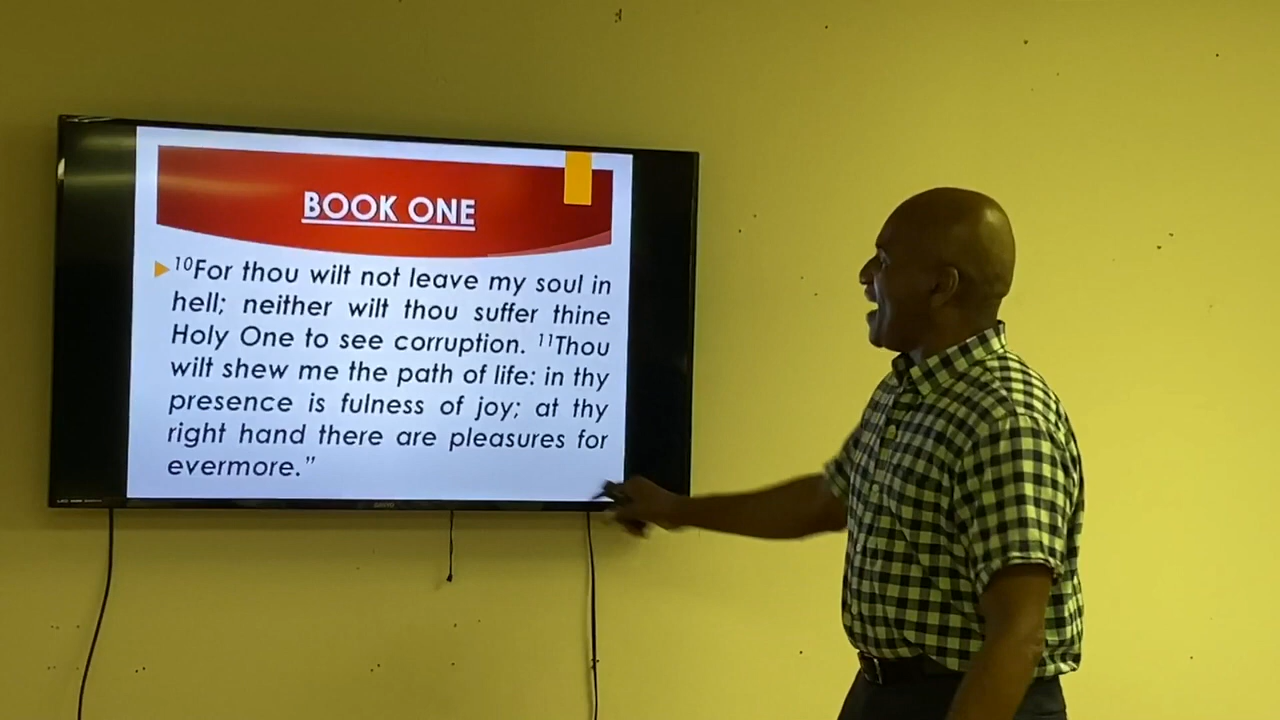 BOOK ONE
10For thou wilt not leave my soul in
hell; neither wilt thou suffer thine
Holy One to see corruption. 11Thou
wilt shew me the path of life: in thy
presence is fulness of joy; at thy
right hand there are pleasures for
evermore.”